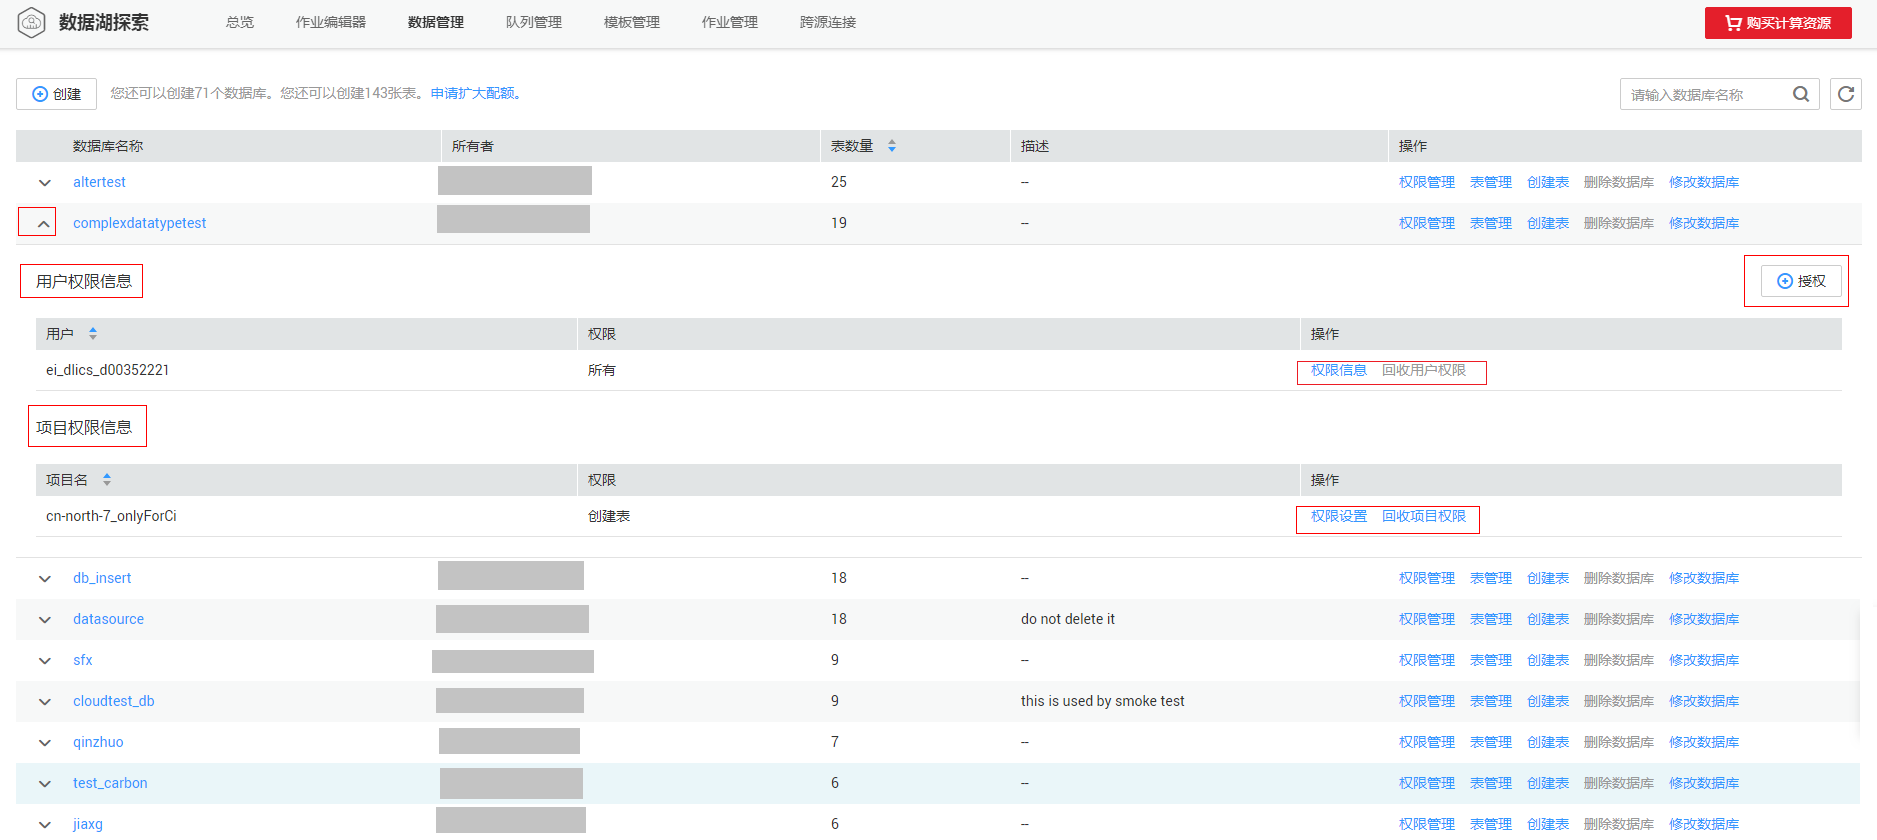 数据湖探索 总览 作业编辑器 数据管理 队列管理 模板管理 作业管理 跨源连接 购买计算资源
创建 您还可以创建71个数据库。您还可以创建143张表。申请扩大配额。 请输入数据库名称
数据库名称 所有者 表数量 描述 操作
altertest 25 -- 权限管理 表管理 创建表 删除数据库 修改数据库
complexdatatypetest 19 -- 权限管理 表管理 创建表 删除数据库 修改数据库
用户权限信息 授权
用户 权限 操作
ei_dlics_d00352221 所有 权限信息 回收用户权限
项目权限信息
项目名 权限 操作
cn-north-7_onlyForCi 创建表 权限设置 回收项目权限
db_insert 18 -- 权限管理 表管理 创建表 删除数据库 修改数据库
datasource 18 do not delete it 权限管理 表管理 创建表 删除数据库 修改数据库
sfx 9 -- 权限管理 表管理 创建表 删除数据库 修改数据库
cloudtest_db 9 this is used by smoke test 权限管理 表管理 创建表 删除数据库 修改数据库
qinzhuo 7 -- 权限管理 表管理 创建表 删除数据库 修改数据库
test_carbon 6 -- 权限管理 表管理 创建表 删除数据库 修改数据库
jiaxg 6 -- 权限管理 表管理 创建表 删除数据库 修改数据库